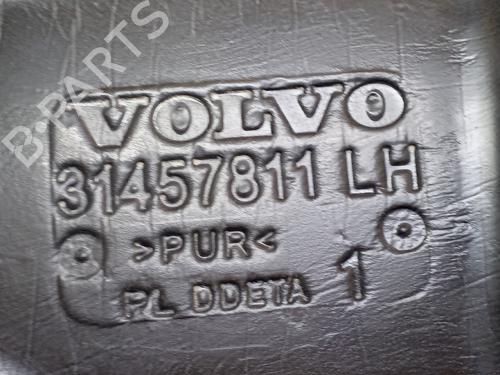 B-PARTS
VOLVO
31457811 LH
>PUR<
PL DDETA 1